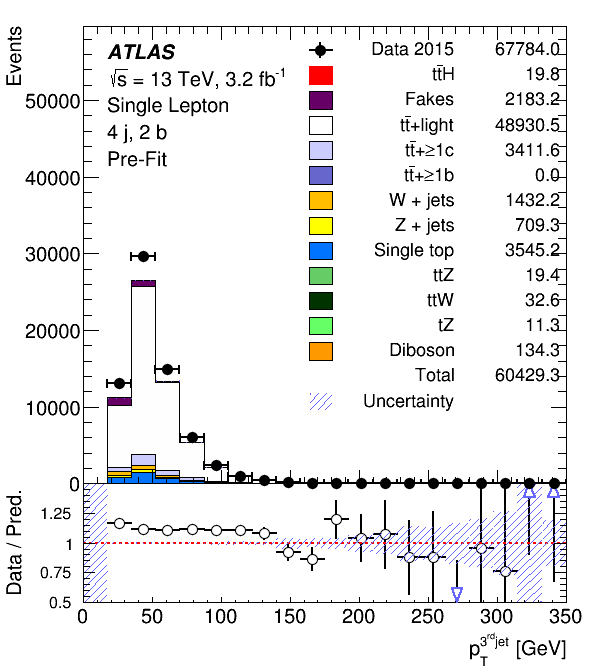 Events
ATLAS
√s = 13 TeV, 3.2 fb⁻¹
Single Lepton
4 j, 2 b
Pre-Fit
Data 2015 67784.0
tt̄H 19.8
Fakes 2183.2
tt̄+light 48930.5
tt̄+≥1c 3411.6
tt̄+≥1b 0.0
W + jets 1432.2
Z + jets 709.3
Single top 3545.2
ttZ 19.4
ttW 32.6
tZ 11.3
Diboson 134.3
Total 60429.3
Uncertainty
50000
40000
30000
20000
10000
0
Data / Pred.
1.25
1
0.75
0.5
0 50 100 150 200 250 300 350
p_T^{3^{rd}jet} [GeV]